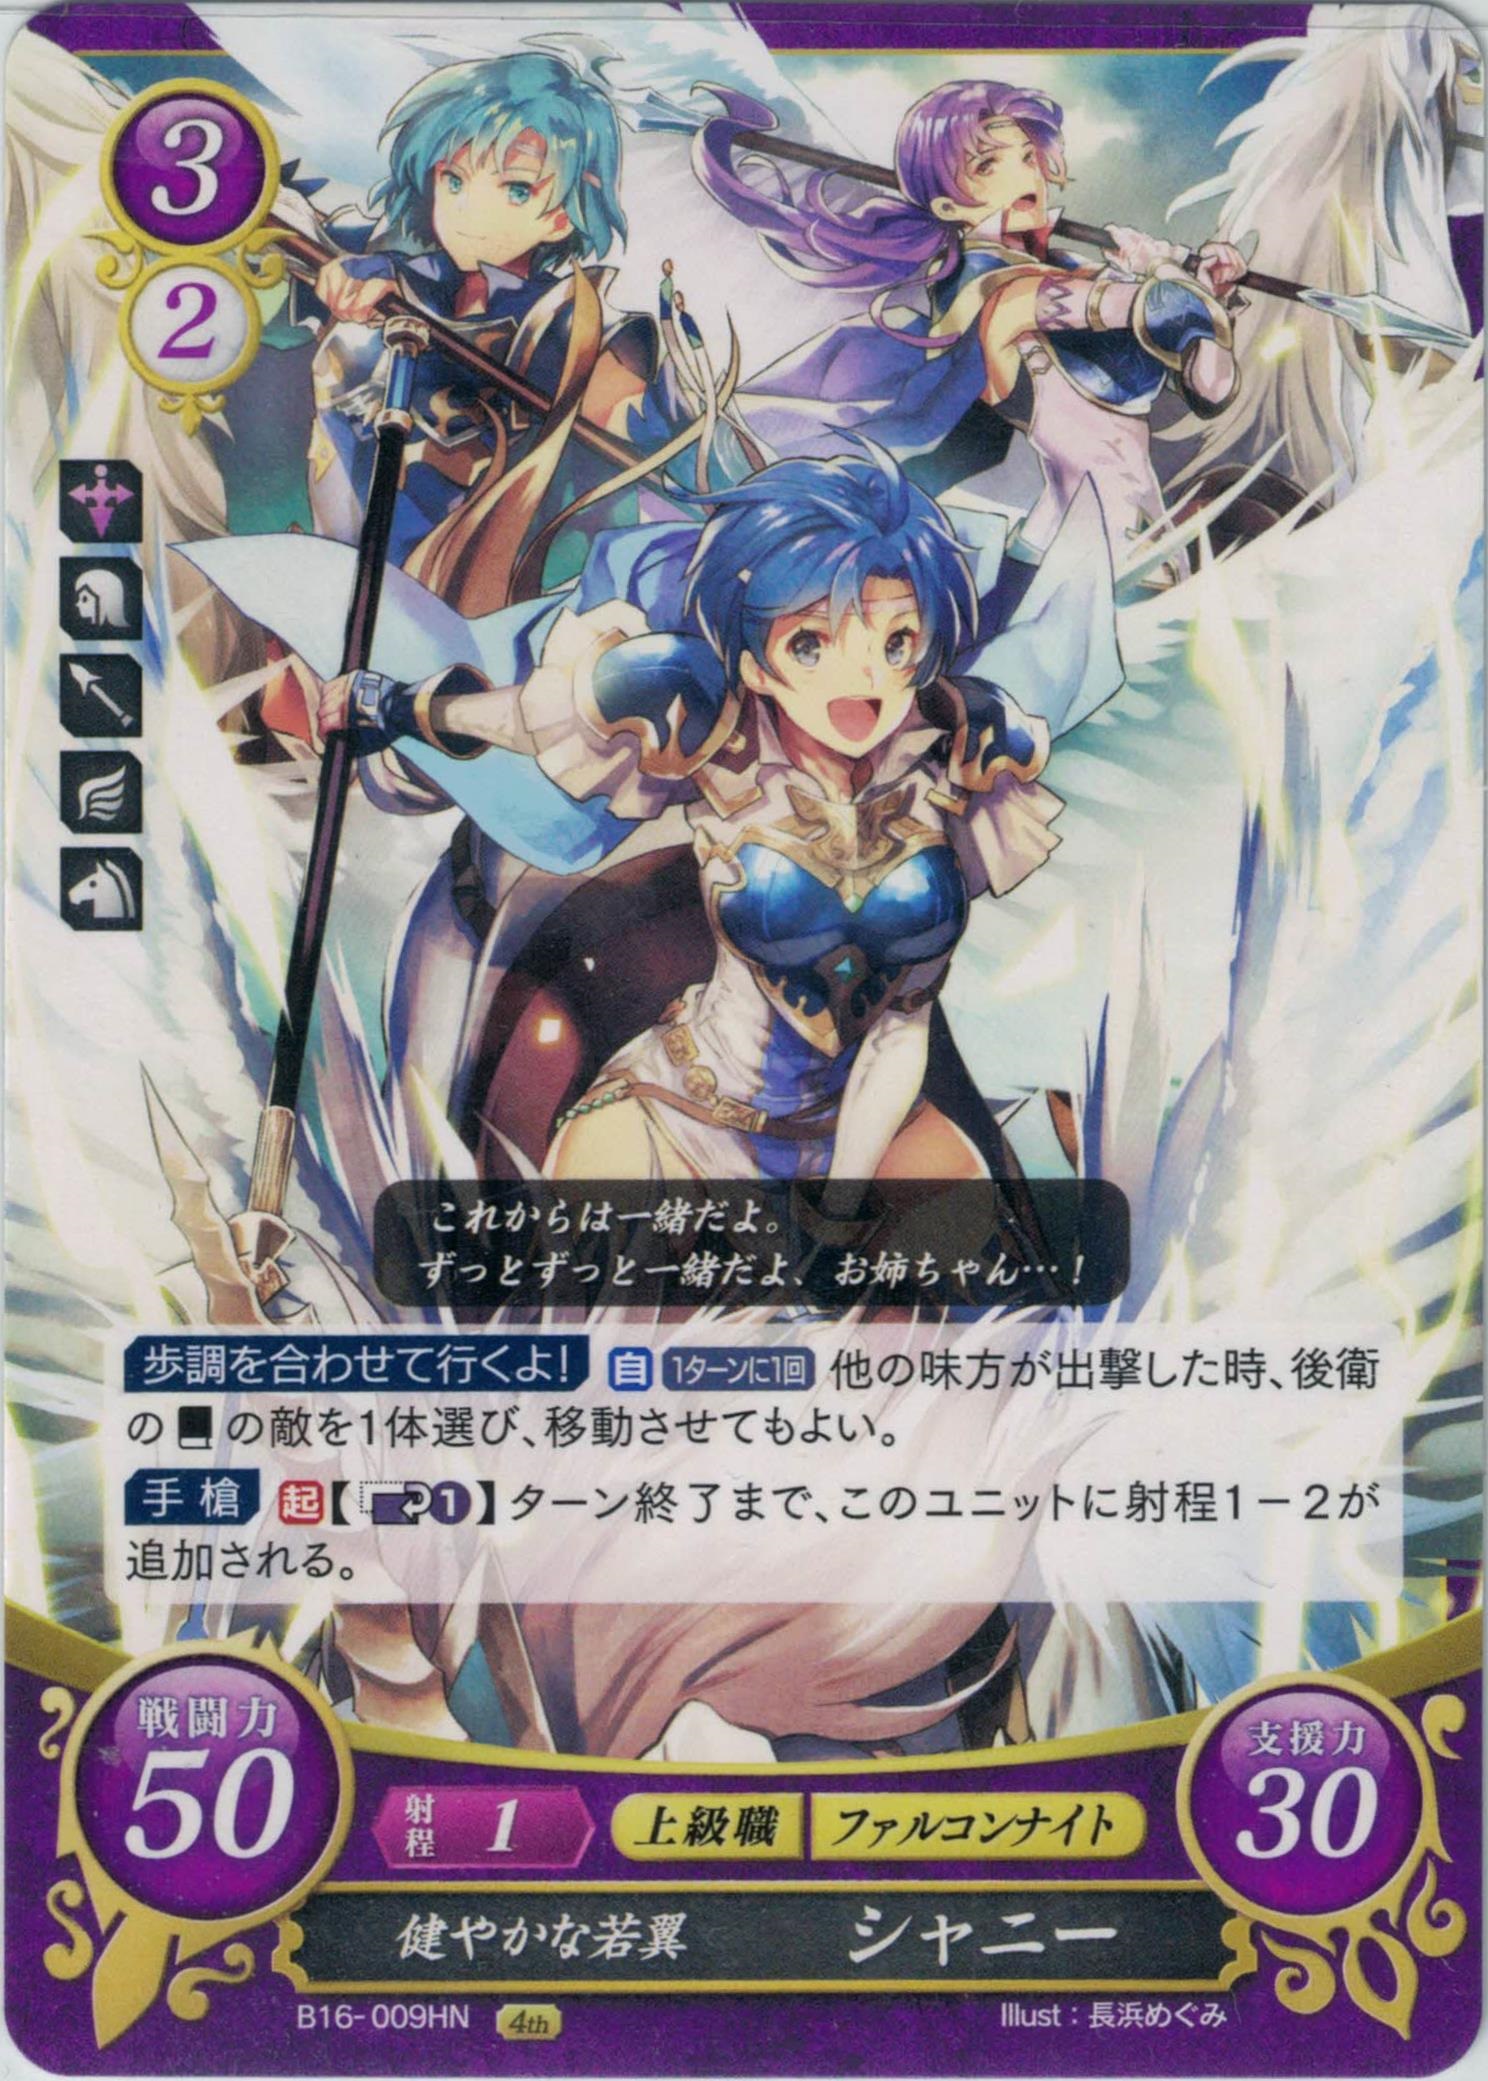 3
2
これからは一緒だよ。
ずっとずっと一緒だよ、お姉ちゃん…！
歩調を合わせて行くよ！ 自 1ターンに1回 他の味方が出撃した時、後衛
の の敵を1体選び、移動させてもよい。
手槍 起【 1】ターン終了まで、このユニットに射程1－2が
追加される。
戦闘力
50
射程 1
上級職 ファルコンナイト
支援力
30
健やかな若翼 シャニー
B16-009HN 4th
Illust：長浜めぐみ